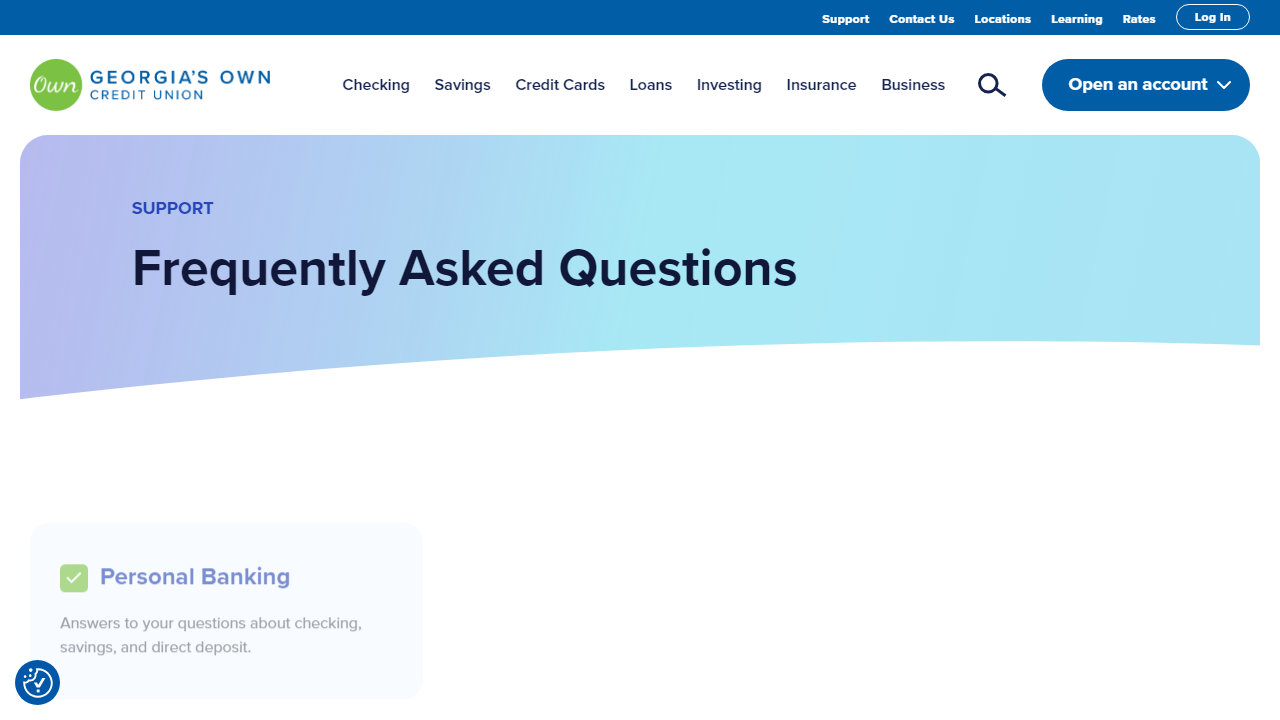 Support Contact Us Locations Learning Rates Log In
Own GEORGIA'S OWN
CREDIT UNION
Checking Savings Credit Cards Loans Investing Insurance Business Open an account
SUPPORT
Frequently Asked Questions
Personal Banking
Answers to your questions about checking,
savings, and direct deposit.